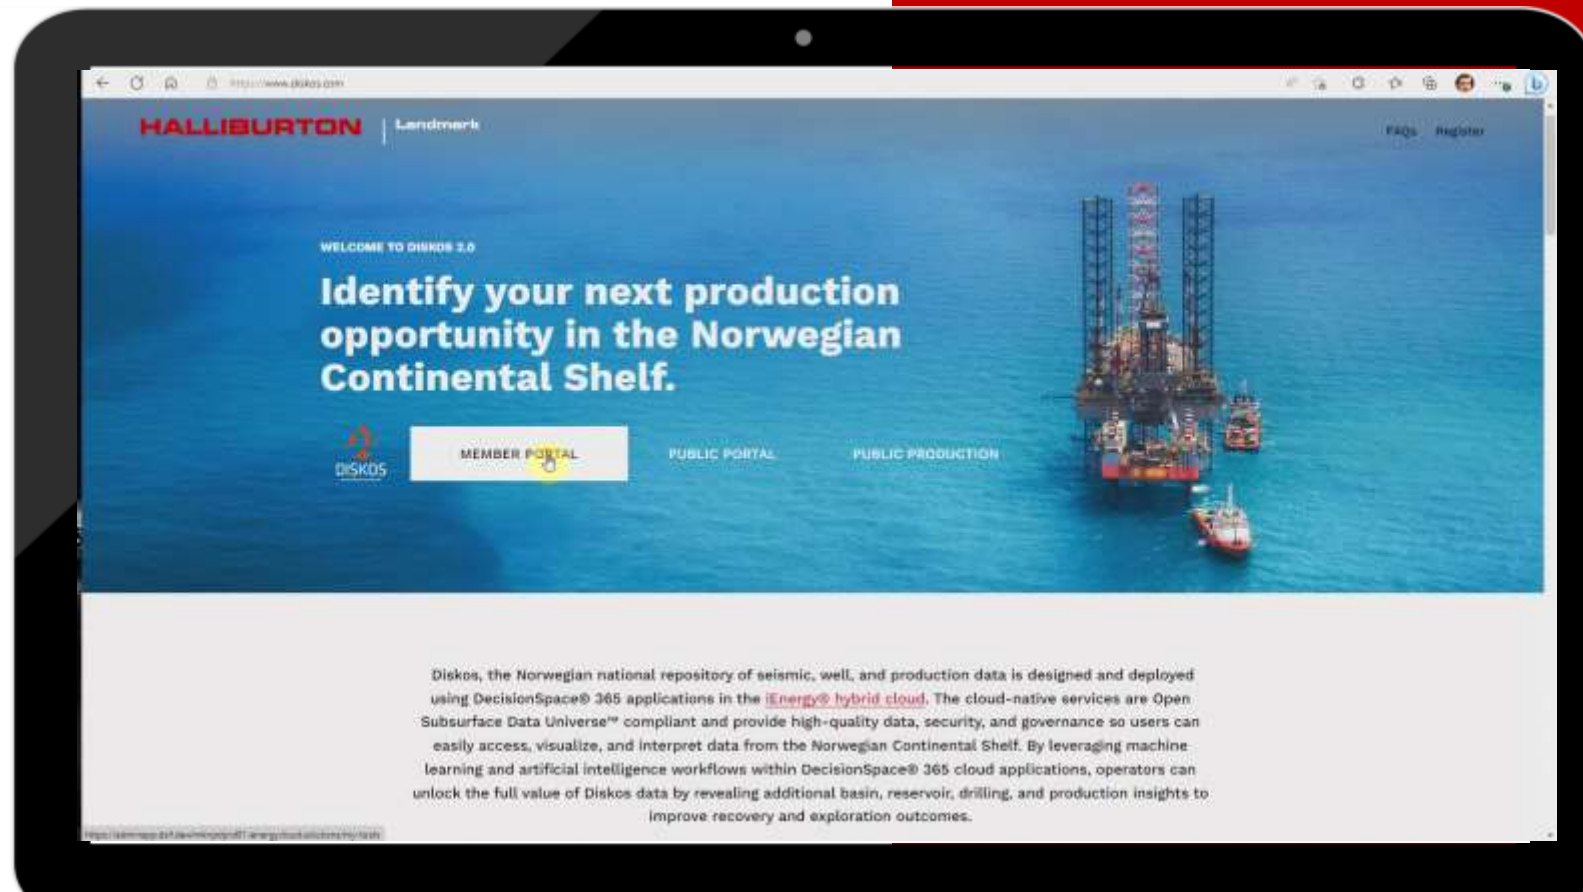 www.diskos.com
HALLIBURTON | Landmark
FAQs Register
WELCOME TO DISKOS 2.0
Identify your next production
opportunity in the Norwegian
Continental Shelf.
DISKOS
MEMBER PORTAL
PUBLIC PORTAL
PUBLIC PRODUCTION
Diskos, the Norwegian national repository of seismic, well, and production data is designed and deployed
using DecisionSpace® 365 applications in the iEnergy® hybrid cloud. The cloud-native services are Open
Subsurface Data Universe™ compliant and provide high-quality data, security, and governance so users can
easily access, visualize, and interpret data from the Norwegian Continental Shelf. By leveraging machine
learning and artificial intelligence workflows within DecisionSpace® 365 cloud applications, operators can
unlock the full value of Diskos data by revealing additional basin, reservoir, drilling, and production insights to
improve recovery and exploration outcomes.